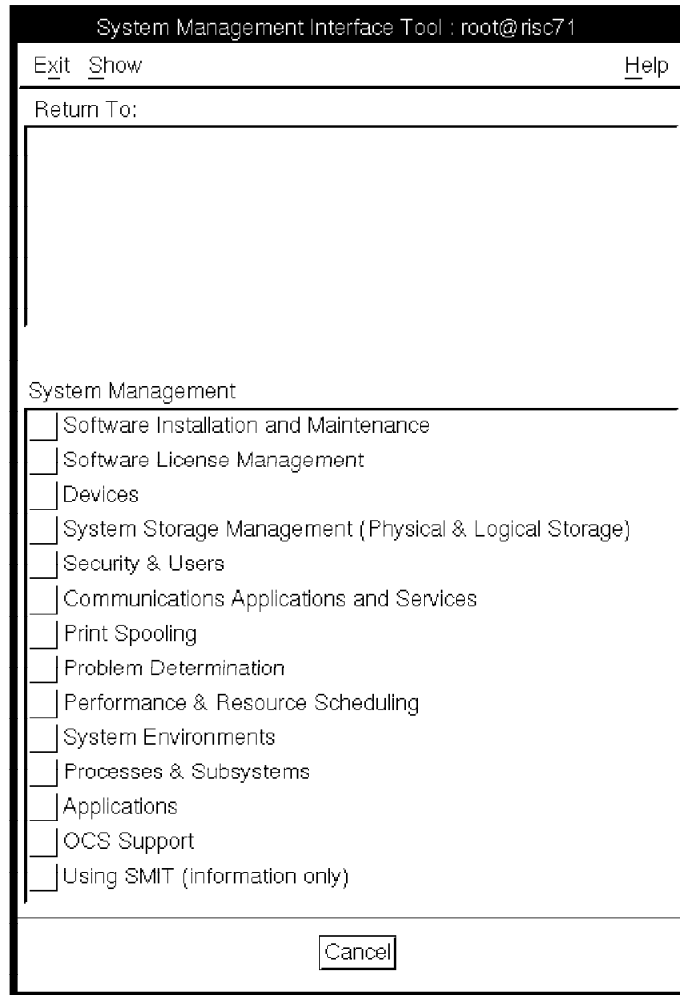 System Management Interface Tool : root@risc71
Exit Show Help
Return To:
System Management
Software Installation and Maintenance
Software License Management
Devices
System Storage Management (Physical & Logical Storage)
Security & Users
Communications Applications and Services
Print Spooling
Problem Determination
Performance & Resource Scheduling
System Environments
Processes & Subsystems
Applications
OCS Support
Using SMIT (information only)
Cancel